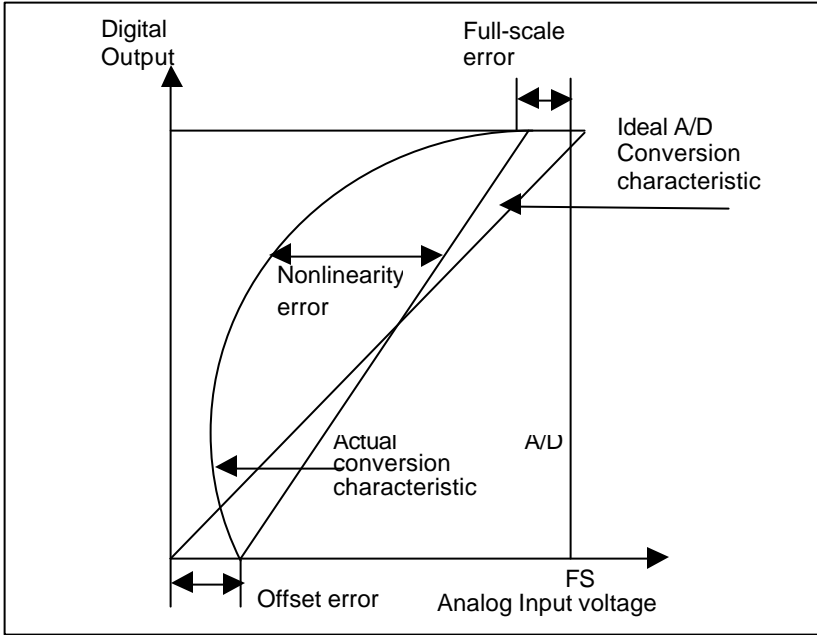 Digital
Output
Full-scale
error
Ideal A/D
Conversion
characteristic
Nonlinearity
error
Actual
conversion
characteristic
A/D
Offset error
FS
Analog Input voltage